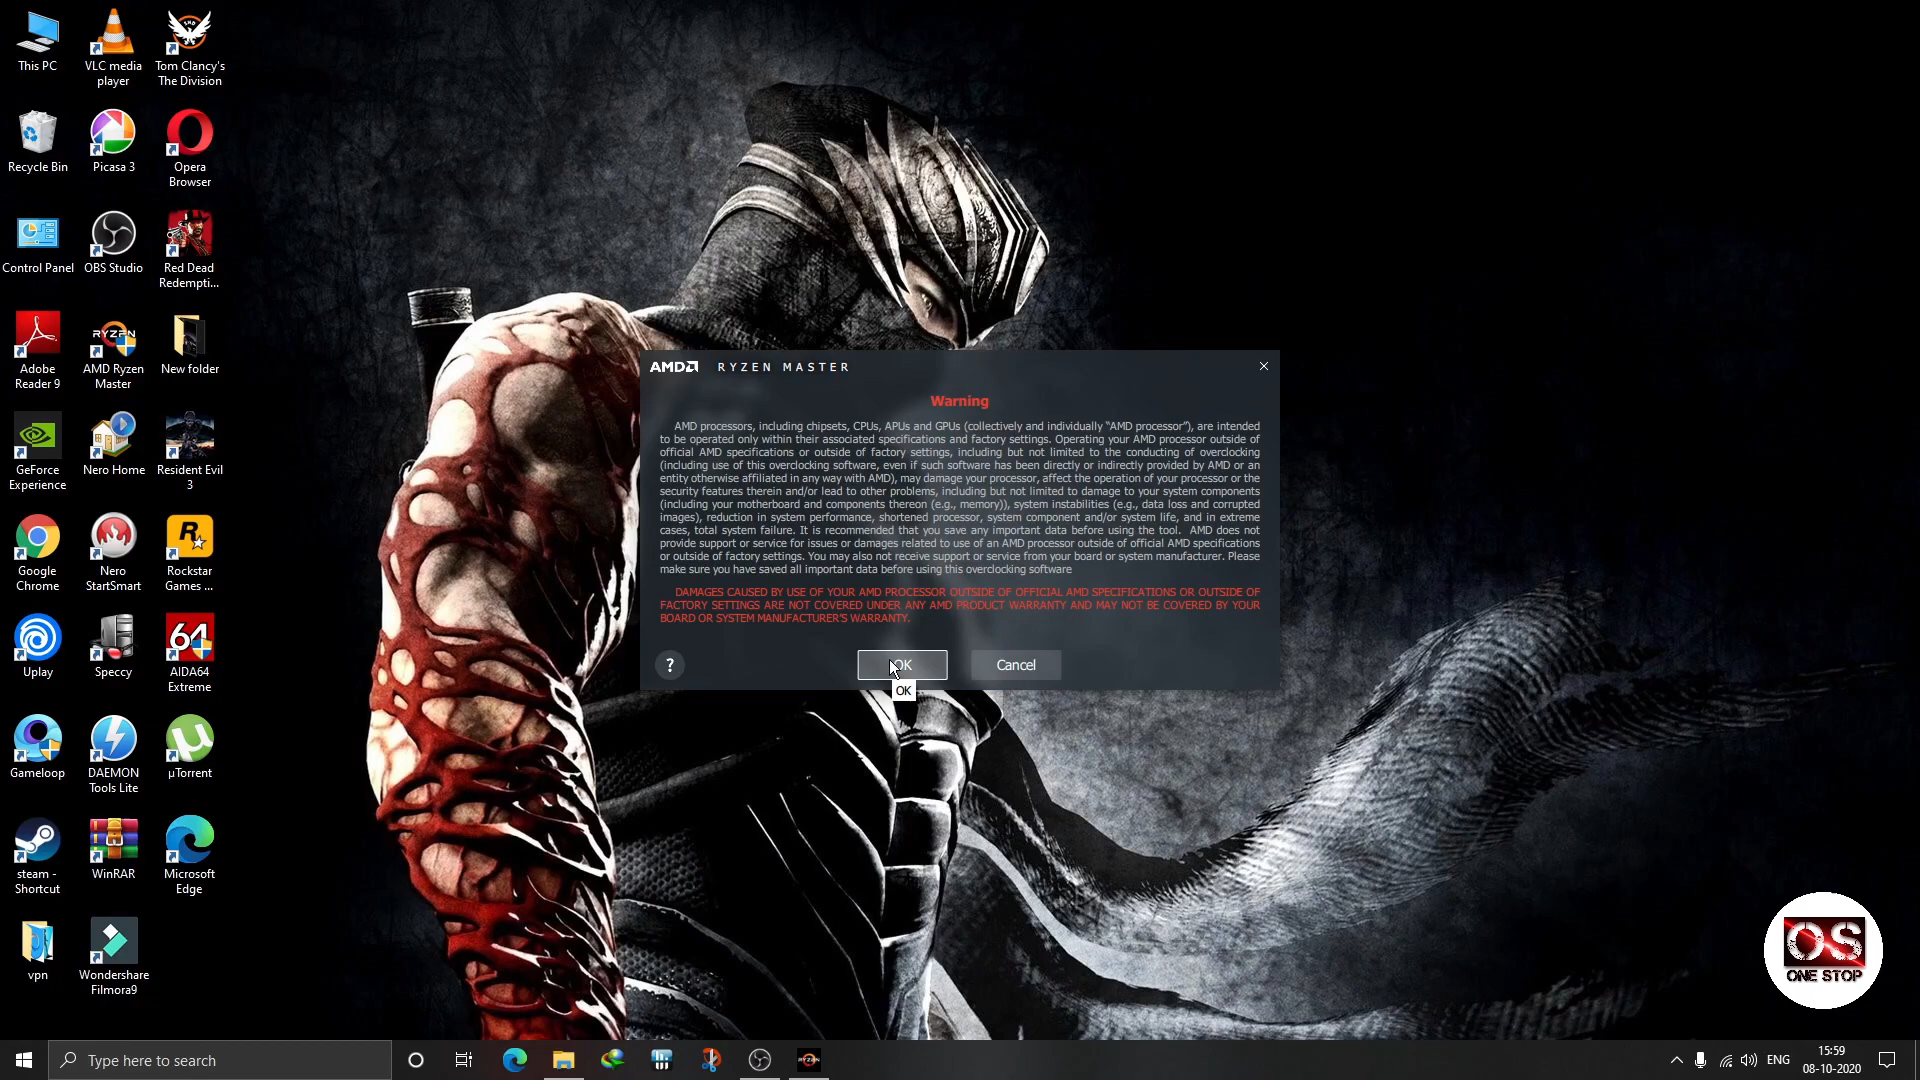 This PC
VLC media
player
Tom Clancy's
The Division
Recycle Bin
Picasa 3
Opera
Browser
Control Panel
OBS Studio
Red Dead
Redempti...
Adobe
Reader 9
RYZEN
AMD Ryzen
Master
New folder
GeForce
Experience
Nero Home
Resident Evil
3
Google
Chrome
Nero
StartSmart
Rockstar
Games ...
Uplay
Speccy
64
AIDA64
Extreme
Gameloop
DAEMON
Tools Lite
µTorrent
steam -
Shortcut
WinRAR
Microsoft
Edge
vpn
Wondershare
Filmora9
AMD RYZEN MASTER
Warning
AMD processors, including chipsets, CPUs, APUs and GPUs (collectively and individually “AMD processor”), are intended
to be operated only within their associated specifications and factory settings. Operating your AMD processor outside of
official AMD specifications or outside of factory settings, including but not limited to the conducting of overclocking
(including use of this overclocking software, even if such software has been directly or indirectly provided by AMD or an
entity otherwise affiliated in any way with AMD), may damage your processor, affect the operation of your processor or the
security features therein and/or lead to other problems, including but not limited to damage to your system components
(including your motherboard and components thereon (e.g., memory)), system instabilities (e.g., data loss and corrupted
images), reduction in system performance, shortened processor, system component and/or system life, and in extreme
cases, total system failure. It is recommended that you save any important data before using the tool. AMD does not
provide support or service for issues or damages related to use of an AMD processor outside of official AMD specifications
or outside of factory settings. You may also not receive support or service from your board or system manufacturer. Please
make sure you have saved all important data before using this overclocking software
DAMAGES CAUSED BY USE OF YOUR AMD PROCESSOR OUTSIDE OF OFFICIAL AMD SPECIFICATIONS OR OUTSIDE OF
FACTORY SETTINGS ARE NOT COVERED UNDER ANY AMD PRODUCT WARRANTY AND MAY NOT BE COVERED BY YOUR
BOARD OR SYSTEM MANUFACTURER'S WARRANTY.
? OK Cancel
OK
OS
ONE STOP
Type here to search
RYZEN
ENG
15:59
08-10-2020